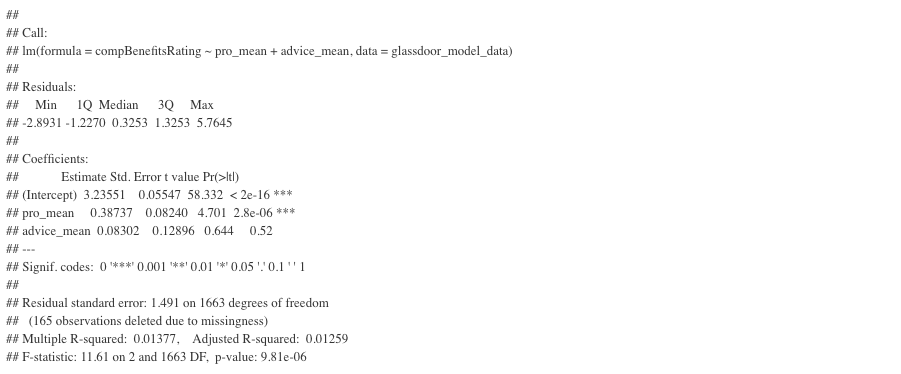 ##
## Call:
## lm(formula = compBenefitsRating ~ pro_mean + advice_mean, data = glassdoor_model_data)
##
## Residuals:
##     Min      1Q  Median      3Q     Max
## -2.8931 -1.2270  0.3253  1.3253  5.7645
##
## Coefficients:
##             Estimate Std. Error t value Pr(>|t|)
## (Intercept)  3.23551    0.05547  58.332  < 2e-16 ***
## pro_mean     0.38737    0.08240   4.701  2.8e-06 ***
## advice_mean  0.08302    0.12896   0.644     0.52
## ---
## Signif. codes:  0 '***' 0.001 '**' 0.01 '*' 0.05 '.' 0.1 ' ' 1
##
## Residual standard error: 1.491 on 1663 degrees of freedom
##   (165 observations deleted due to missingness)
## Multiple R-squared:  0.01377,    Adjusted R-squared:  0.01259
## F-statistic: 11.61 on 2 and 1663 DF,  p-value: 9.81e-06